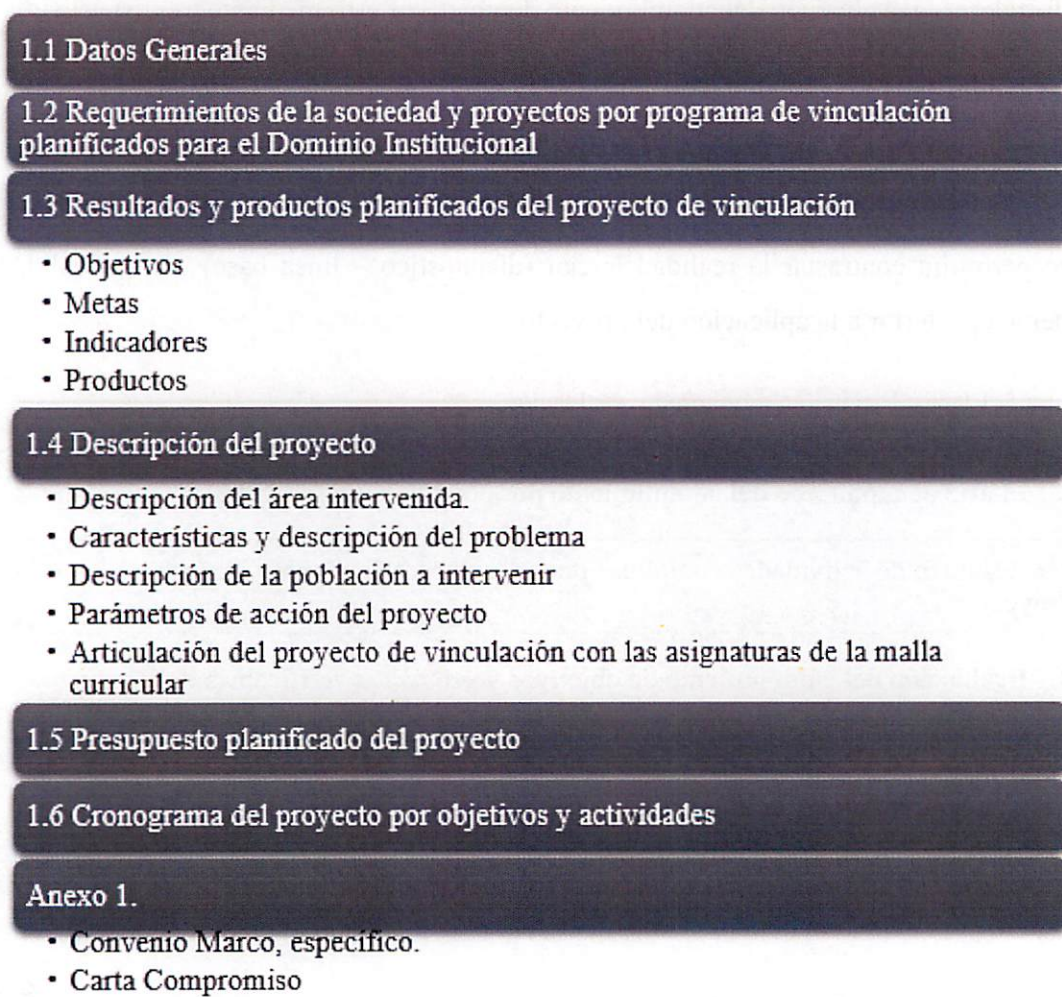 1.1 Datos Generales
1.2 Requerimientos de la sociedad y proyectos por programa de vinculación
planificados para el Dominio Institucional
1.3 Resultados y productos planificados del proyecto de vinculación
• Objetivos
• Metas
• Indicadores
• Productos
1.4 Descripción del proyecto
• Descripción del área intervenida.
• Características y descripción del problema
• Descripción de la población a intervenir
• Parámetros de acción del proyecto
• Articulación del proyecto de vinculación con las asignaturas de la malla
curricular
1.5 Presupuesto planificado del proyecto
1.6 Cronograma del proyecto por objetivos y actividades
Anexo 1.
• Convenio Marco, específico.
• Carta Compromiso